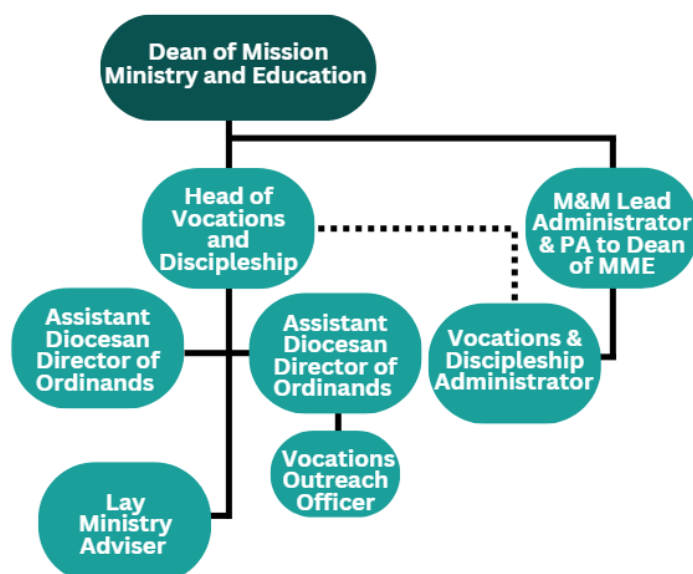 Dean of Mission
Ministry and Education
Head of
Vocations
and
Discipleship
M&M Lead
Administrator
& PA to Dean
of MME
Assistant
Diocesan
Director of
Ordinands
Assistant
Diocesan
Director of
Ordinands
Vocations &
Discipleship
Administrator
Vocations
Outreach
Officer
Lay
Ministry
Adviser